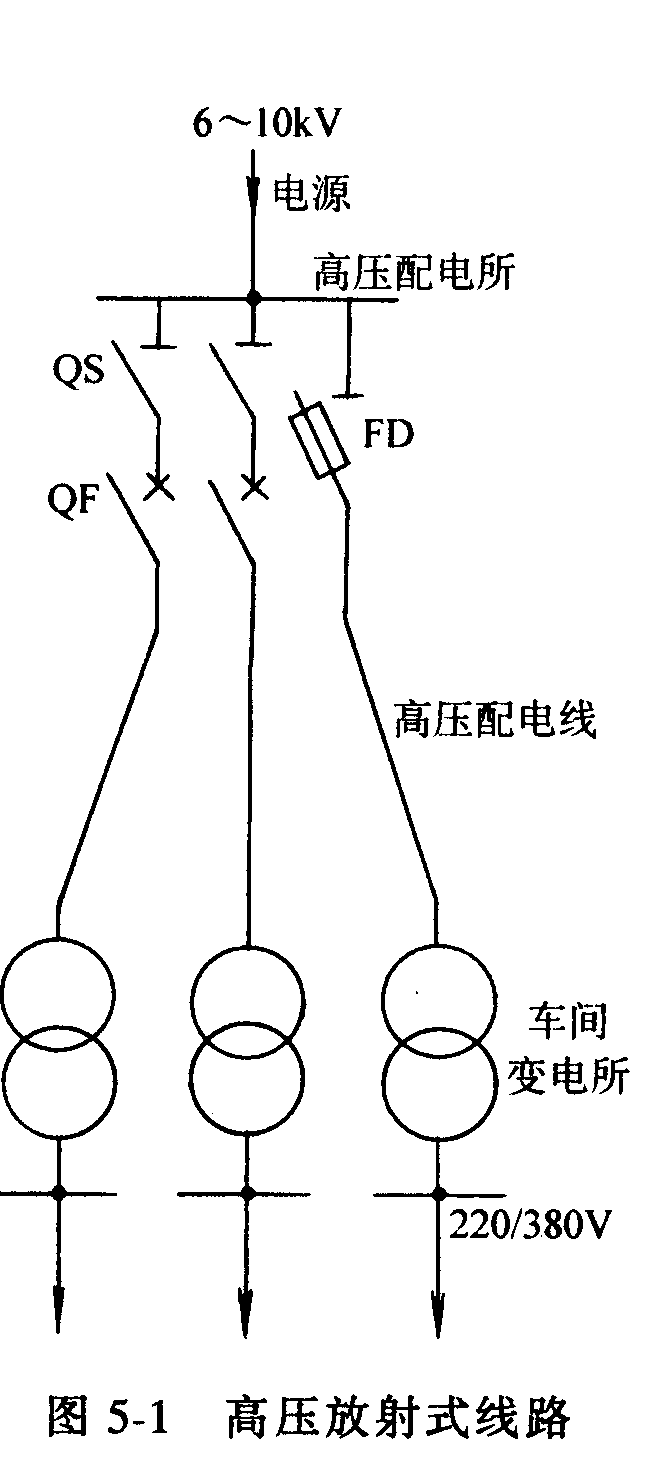 6～10kV
电源
高压配电所
QS
FD
QF
高压配电线
车间
变电所
220/380V
图 5-1 高压放射式线路